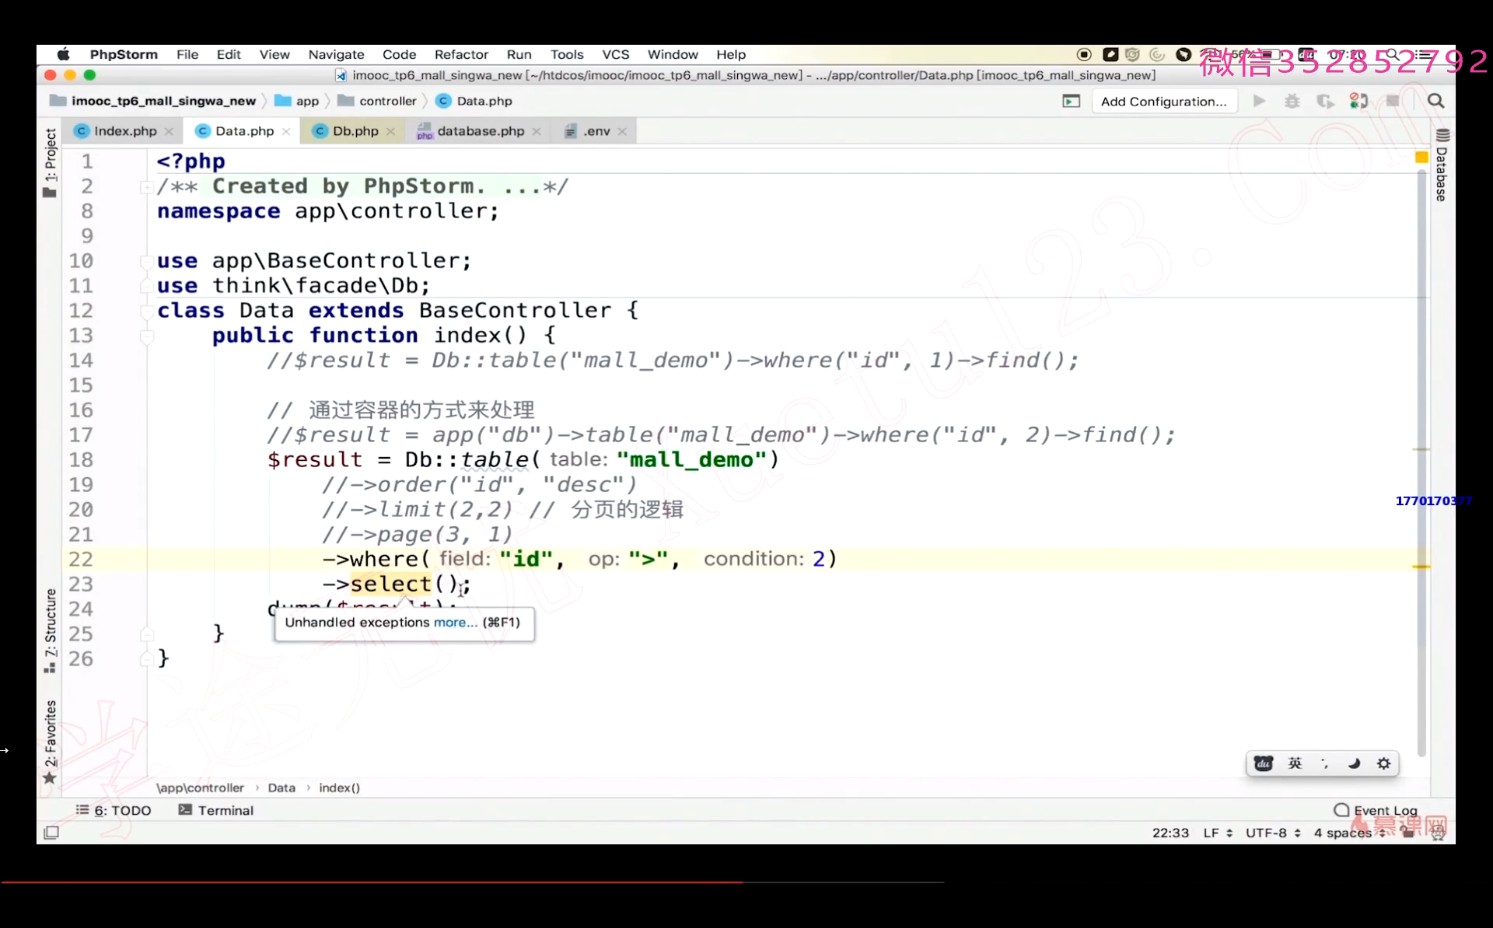 PhpStorm File Edit View Navigate Code Refactor Run Tools VCS Window Help
微信352852792
imooc_tp6_mall_singwa_new [~/htdcos/imooc/imooc_tp6_mall_singwa_new] - .../app/controller/Data.php [imooc_tp6_mall_singwa_new]
imooc_tp6_mall_singwa_new app controller Data.php Add Configuration...
Index.php Data.php Db.php database.php .env
1: Project
Database
1 <?php
2 /** Created by PhpStorm. ...*/
8 namespace app\controller;
9
10 use app\BaseController;
11 use think\facade\Db;
12 class Data extends BaseController {
13 public function index() {
14 //$result = Db::table("mall_demo")->where("id", 1)->find();
15
16 // 通过容器的方式来处理
17 //$result = app("db")->table("mall_demo")->where("id", 2)->find();
18 $result = Db::table( table: "mall_demo")
19 //->order("id", "desc")
20 //->limit(2,2) // 分页的逻辑
21 //->page(3, 1)
22 ->where( field: "id", op: ">", condition: 2)
23 ->select();
24 dump($result);
Unhandled exceptions more... (⌘F1)
25 }
26 }
1770170377
7: Structure
2: Favorites
du 英
\app\controller › Data › index()
6: TODO Terminal Event Log
22:33 LF UTF-8 4 spaces
慕课网